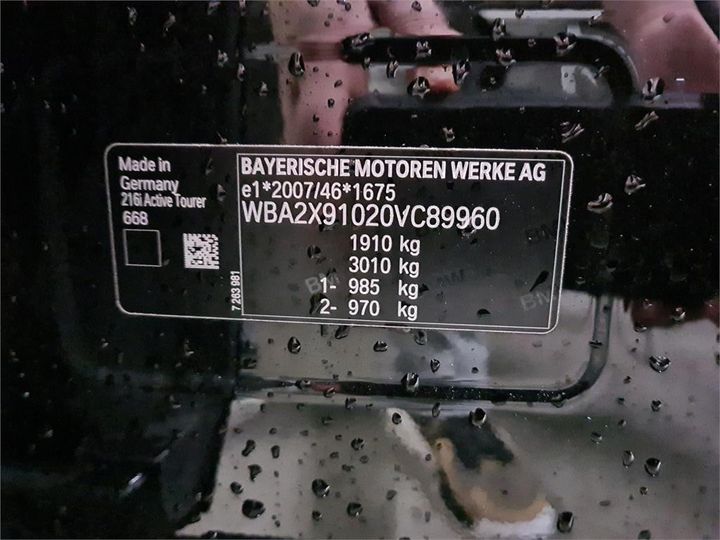 Made in
Germany
216i Active Tourer
668
7 263 981
BAYERISCHE MOTOREN WERKE AG
e1*2007/46*1675
WBA2X91020VC89960
1910 kg
3010 kg
1- 985 kg
2- 970 kg